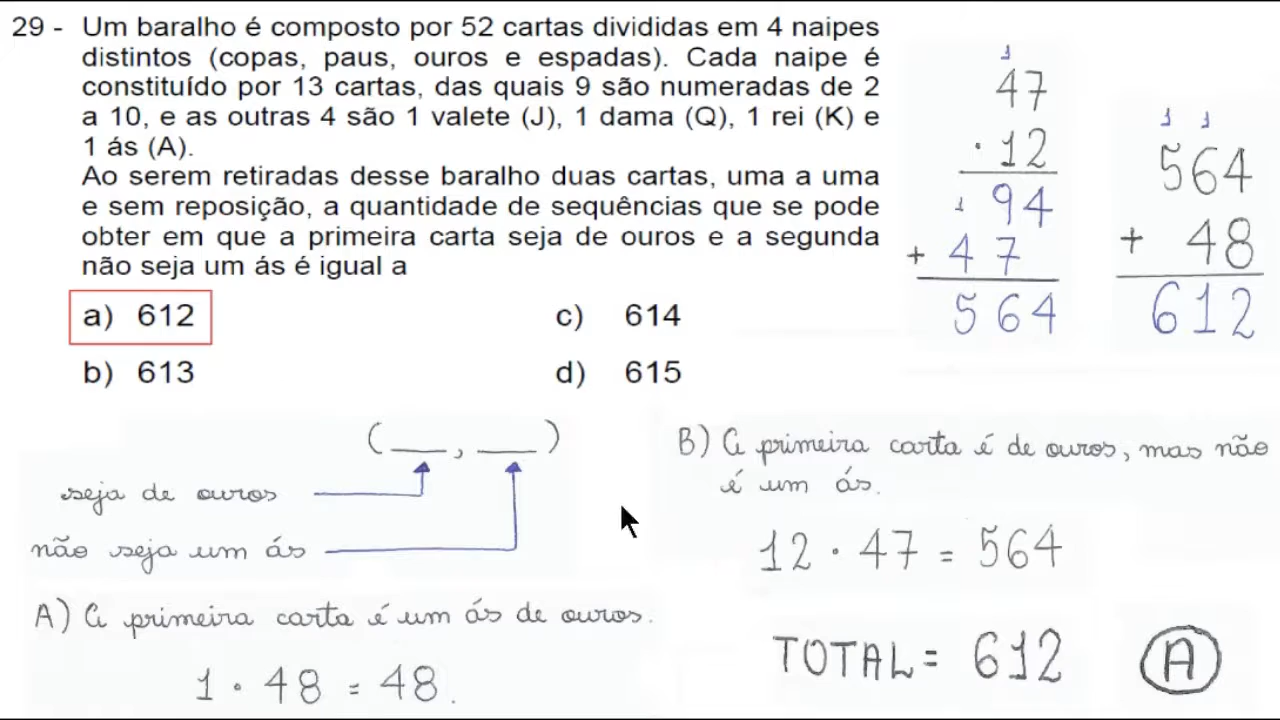 29 - Um baralho é composto por 52 cartas divididas em 4 naipes
distintos (copas, paus, ouros e espadas). Cada naipe é
constituído por 13 cartas, das quais 9 são numeradas de 2
a 10, e as outras 4 são 1 valete (J), 1 dama (Q), 1 rei (K) e
1 ás (A).
Ao serem retiradas desse baralho duas cartas, uma a uma
e sem reposição, a quantidade de sequências que se pode
obter em que a primeira carta seja de ouros e a segunda
não seja um ás é igual a
a) 612
c) 614
b) 613
d) 615
1
47
· 12
1 94
+ 47
564
1 1
564
+ 48
612
( __ , __ )
seja de ouros
não seja um ás
A) A primeira carta é um ás de ouros.
1 · 48 = 48.
B) A primeira carta é de ouros, mas não
é um ás.
12 · 47 = 564
TOTAL = 612 A